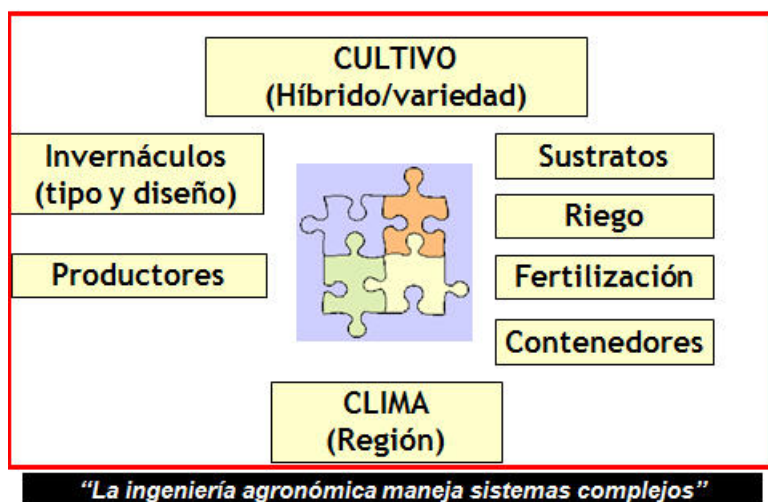 CULTIVO
(Híbrido/variedad)
Invernáculos
(tipo y diseño)
Productores
Sustratos
Riego
Fertilización
Contenedores
CLIMA
(Región)
“La ingeniería agronómica maneja sistemas complejos”